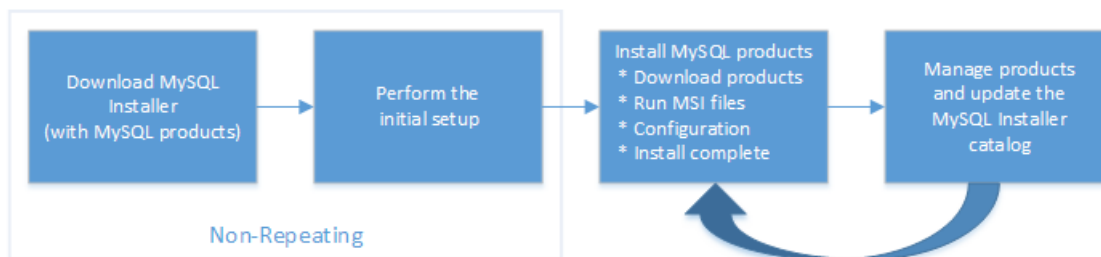 Download MySQL
Installer
(with MySQL products)
Perform the
initial setup
Install MySQL products
* Download products
* Run MSI files
* Configuration
* Install complete
Manage products
and update the
MySQL Installer
catalog
Non-Repeating